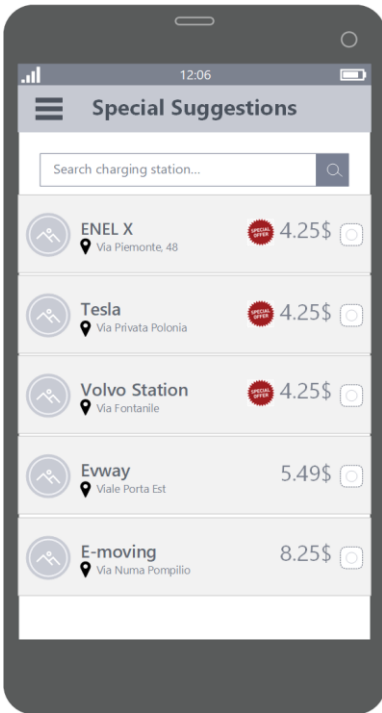 12:06
Special Suggestions
Search charging station...
ENEL X
Via Piemonte, 48
SPECIAL
OFFER
4.25$
Tesla
Via Privata Polonia
SPECIAL
OFFER
4.25$
Volvo Station
Via Fontanile
SPECIAL
OFFER
4.25$
Evway
Viale Porta Est
5.49$
E-moving
Via Numa Pompilio
8.25$